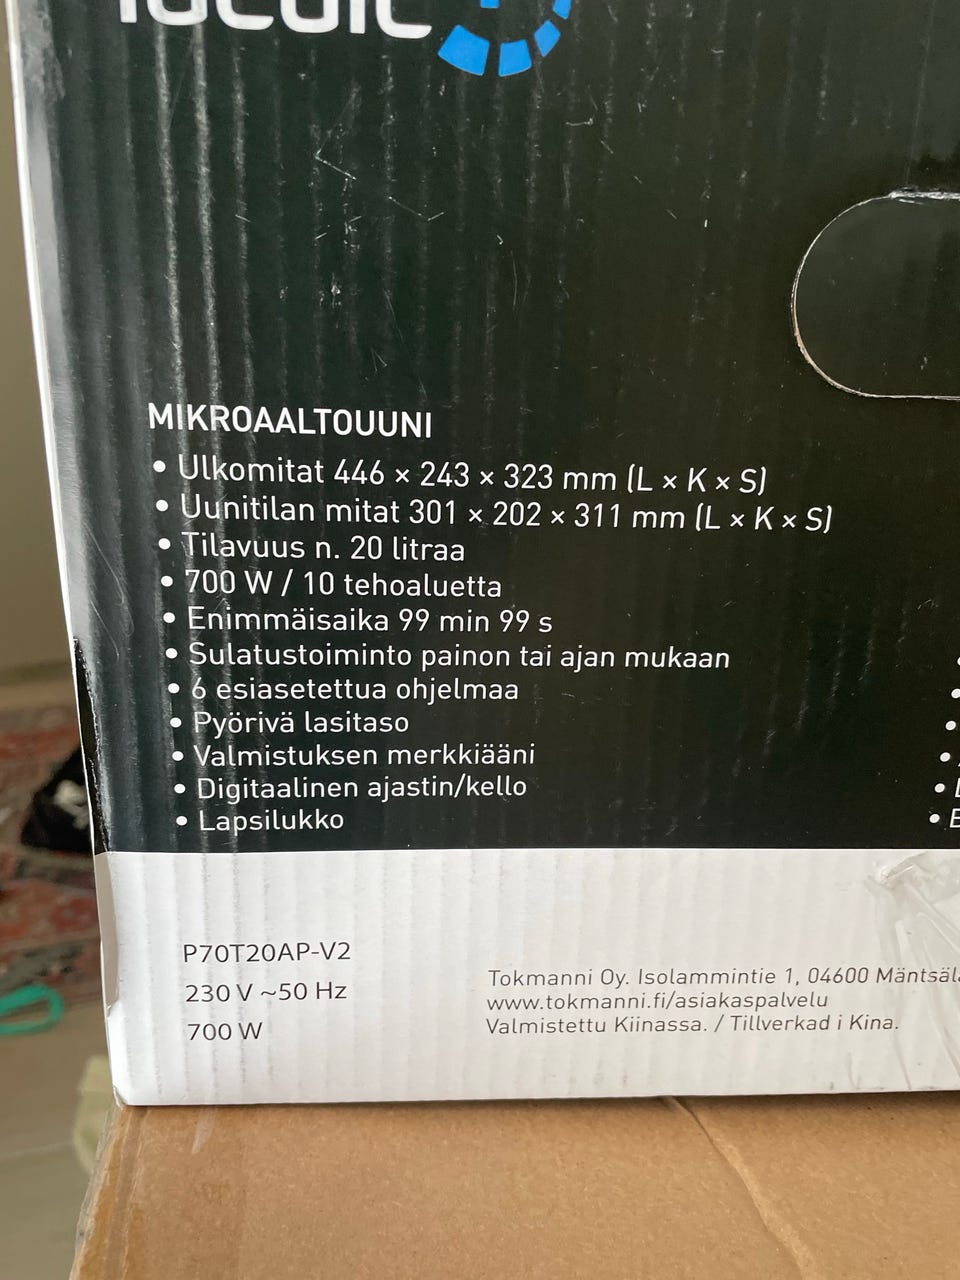 MIKROAALTOUUNI
• Ulkomitat 446 × 243 × 323 mm (L × K × S)
• Uunitilan mitat 301 × 202 × 311 mm (L × K × S)
• Tilavuus n. 20 litraa
• 700 W / 10 tehoaluetta
• Enimmäisaika 99 min 99 s
• Sulatustoiminto painon tai ajan mukaan
• 6 esiasetettua ohjelmaa
• Pyörivä lasitaso
• Valmistuksen merkkiääni
• Digitaalinen ajastin/kello
• Lapsilukko
P70T20AP-V2
230 V ~50 Hz
700 W
Tokmanni Oy. Isolammintie 1, 04600
www.tokmanni.fi/asiakaspalvelu
Valmistettu Kiinassa. / Tillverkad i Kina.